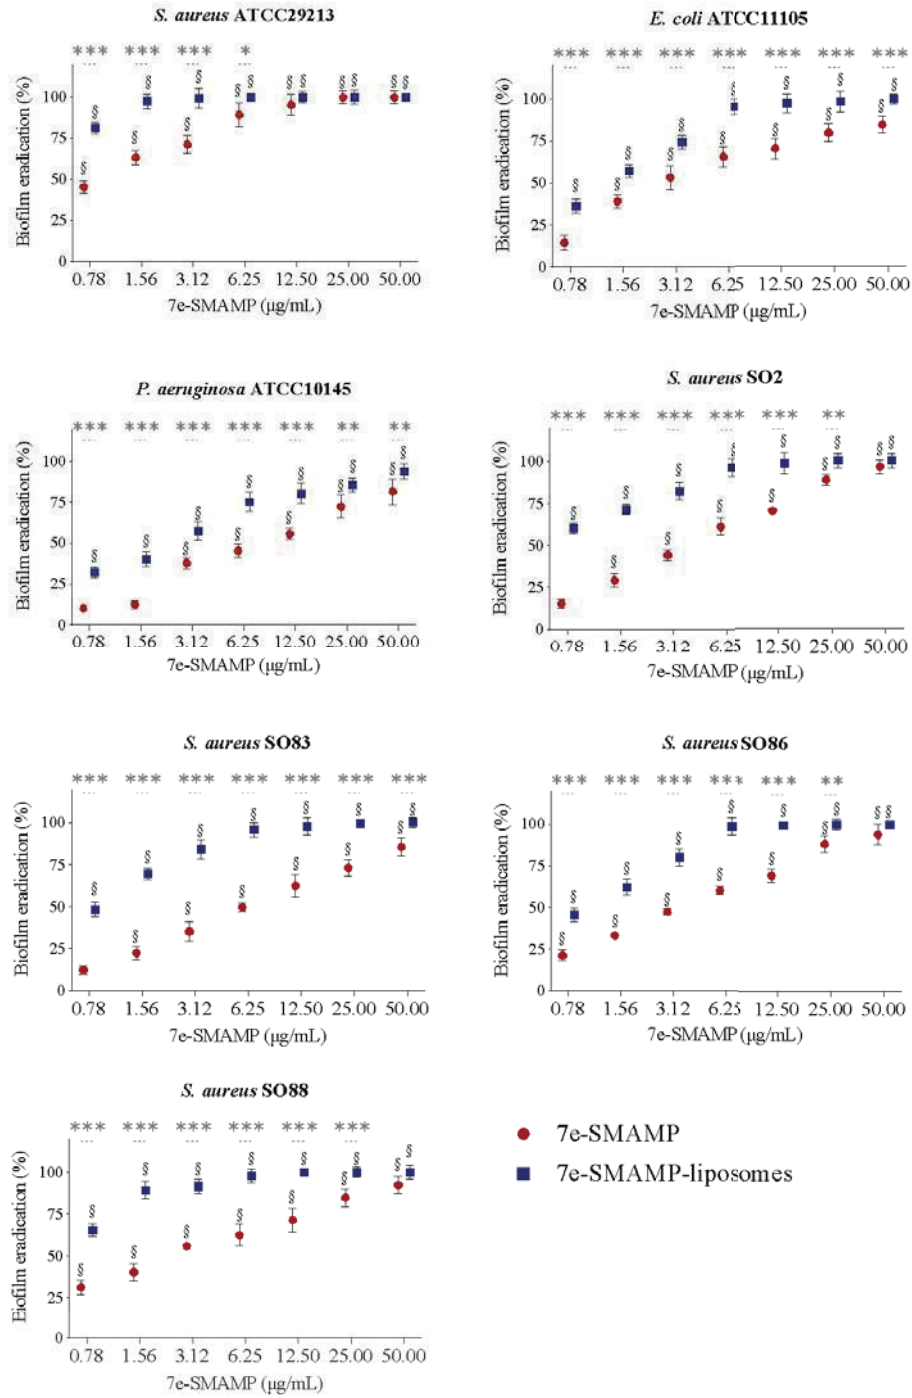 S. aureus ATCC29213
*** *** *** *
Biofilm eradication (%)
100
75
50
25
0
§ § § § § § §
§ § § § § § §
0.78 1.56 3.12 6.25 12.50 25.00 50.00
7e-SMAMP (µg/mL)
E. coli ATCC11105
*** *** *** *** *** *** ***
Biofilm eradication (%)
100
75
50
25
0
§ § § § § § §
§ § § § § § §
0.78 1.56 3.12 6.25 12.50 25.00 50.00
7e-SMAMP (µg/mL)
P. aeruginosa ATCC10145
*** *** *** *** *** ** **
Biofilm eradication (%)
100
75
50
25
0
§ § § § § § §
§ § § § §
0.78 1.56 3.12 6.25 12.50 25.00 50.00
7e-SMAMP (µg/mL)
S. aureus SO2
*** *** *** *** *** **
Biofilm eradication (%)
100
75
50
25
0
§ § § § § § §
§ § § § § § §
0.78 1.56 3.12 6.25 12.50 25.00 50.00
7e-SMAMP (µg/mL)
S. aureus SO83
*** *** *** *** *** *** ***
Biofilm eradication (%)
100
75
50
25
0
§ § § § § § §
§ § § § § §
0.78 1.56 3.12 6.25 12.50 25.00 50.00
7e-SMAMP (µg/mL)
S. aureus SO86
*** *** *** *** *** **
Biofilm eradication (%)
100
75
50
25
0
§ § § § § § §
§ § § § § § §
0.78 1.56 3.12 6.25 12.50 25.00 50.00
7e-SMAMP (µg/mL)
S. aureus SO88
*** *** *** *** *** ***
Eiofilm eradication (%)
100
75
50
25
0
§ § § § § § §
§ § § § § § §
0.78 1.56 3.12 6.25 12.50 25.00 50.00
7e-SMAMP (µg/mL)
7e-SMAMP
7e-SMAMP-liposomes